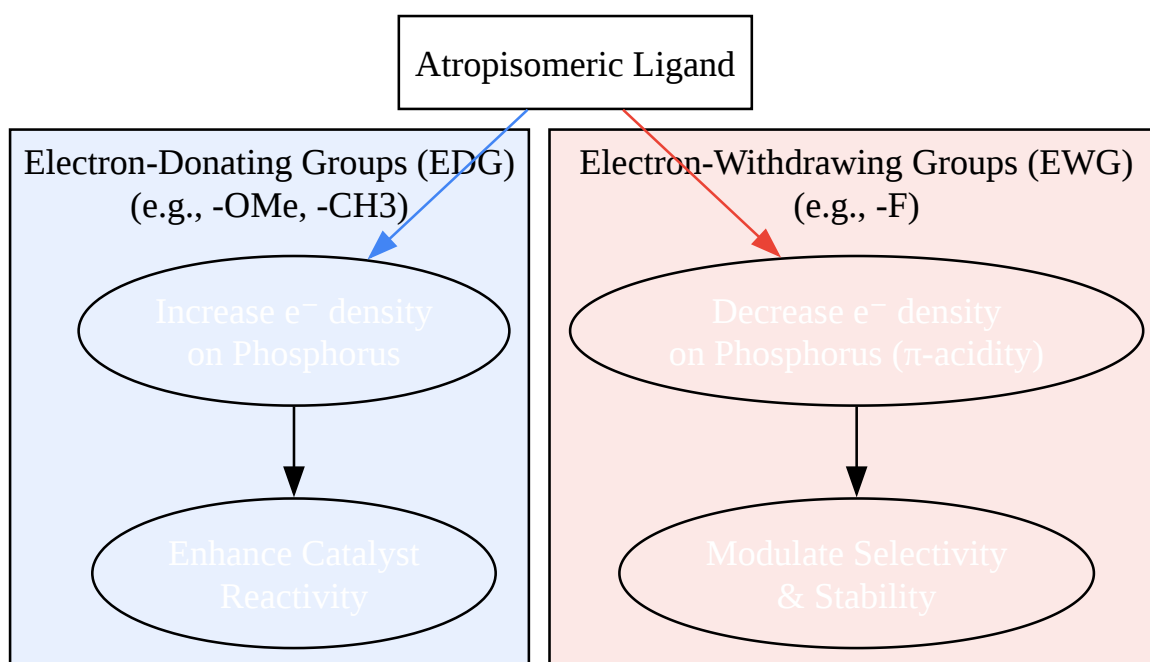 Atropisomeric Ligand
Electron-Donating Groups (EDG)
(e.g., -OMe, -CH3)
Increase e⁻ density
on Phosphorus
Enhance Catalyst
Reactivity
Electron-Withdrawing Groups (EWG)
(e.g., -F)
Decrease e⁻ density
on Phosphorus (π-acidity)
Modulate Selectivity
& Stability